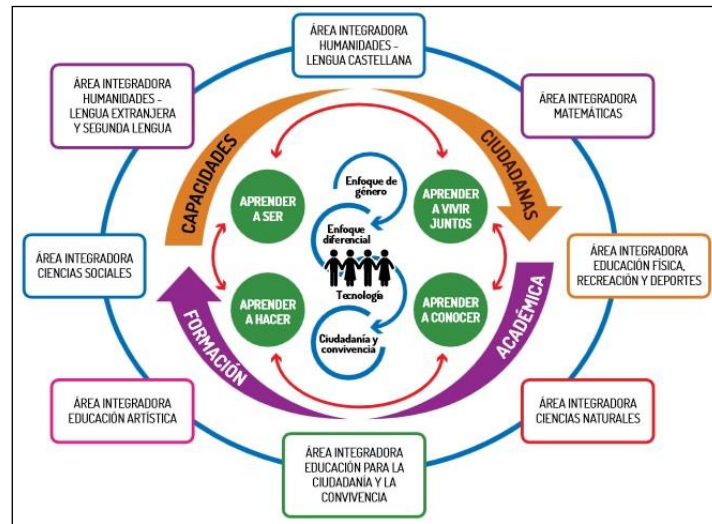 ÁREA INTEGRADORA
HUMANIDADES –
LENGUA CASTELLANA
ÁREA INTEGRADORA
HUMANIDADES –
LENGUA EXTRANJERA
Y SEGUNDA LENGUA
ÁREA INTEGRADORA
MATEMÁTICAS
CAPACIDADES
CIUDADANAS
Enfoque de
género
APRENDER
A SER
APRENDER
A VIVIR
JUNTOS
Enfoque
diferencial
ÁREA INTEGRADORA
CIENCIAS SOCIALES
ÁREA INTEGRADORA
EDUCACIÓN FÍSICA,
RECREACIÓN Y DEPORTES
Tecnología
APRENDER
A HACER
APRENDER
A CONOCER
Ciudadanía y
convivencia
FORMACIÓN
ACADÉMICA
ÁREA INTEGRADORA
EDUCACIÓN ARTÍSTICA
ÁREA INTEGRADORA
CIENCIAS NATURALES
ÁREA INTEGRADORA
EDUCACIÓN PARA LA
CIUDADANÍA Y LA
CONVIVENCIA